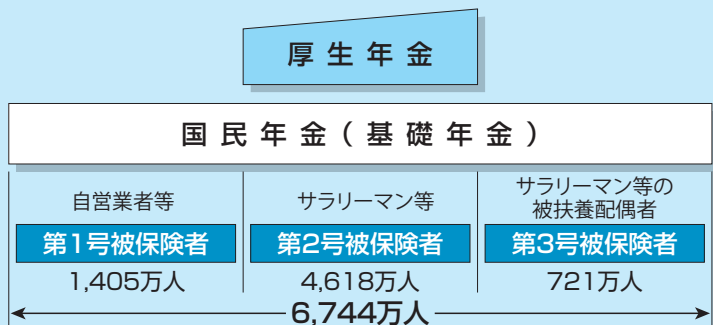 厚生年金
国民年金(基礎年金)
自営業者等
第1号被保険者
1,405万人
サラリーマン等
第2号被保険者
4,618万人
サラリーマン等の
被扶養配偶者
第3号被保険者
721万人
6,744万人